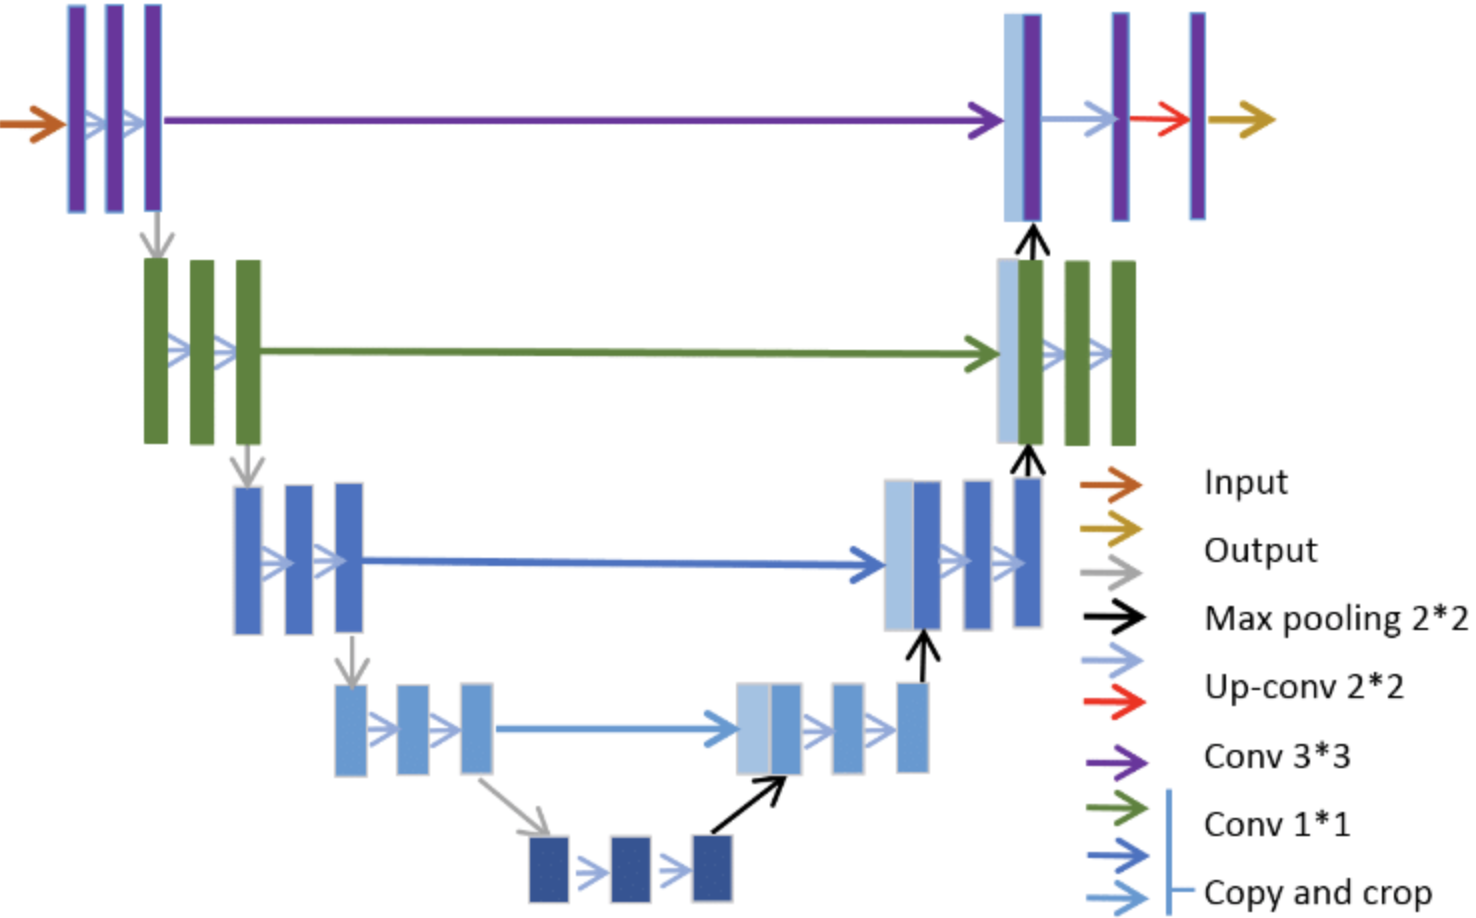 Input
Output
Max pooling 2*2
Up-conv 2*2
Conv 3*3
Conv 1*1
Copy and crop